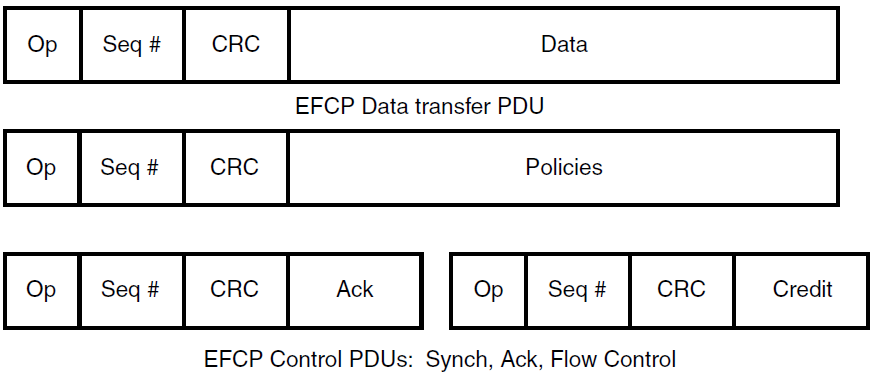 Op Seq # CRC Data
EFCP Data transfer PDU
Op Seq # CRC Policies
Op Seq # CRC Ack Op Seq # CRC Credit
EFCP Control PDUs: Synch, Ack, Flow Control